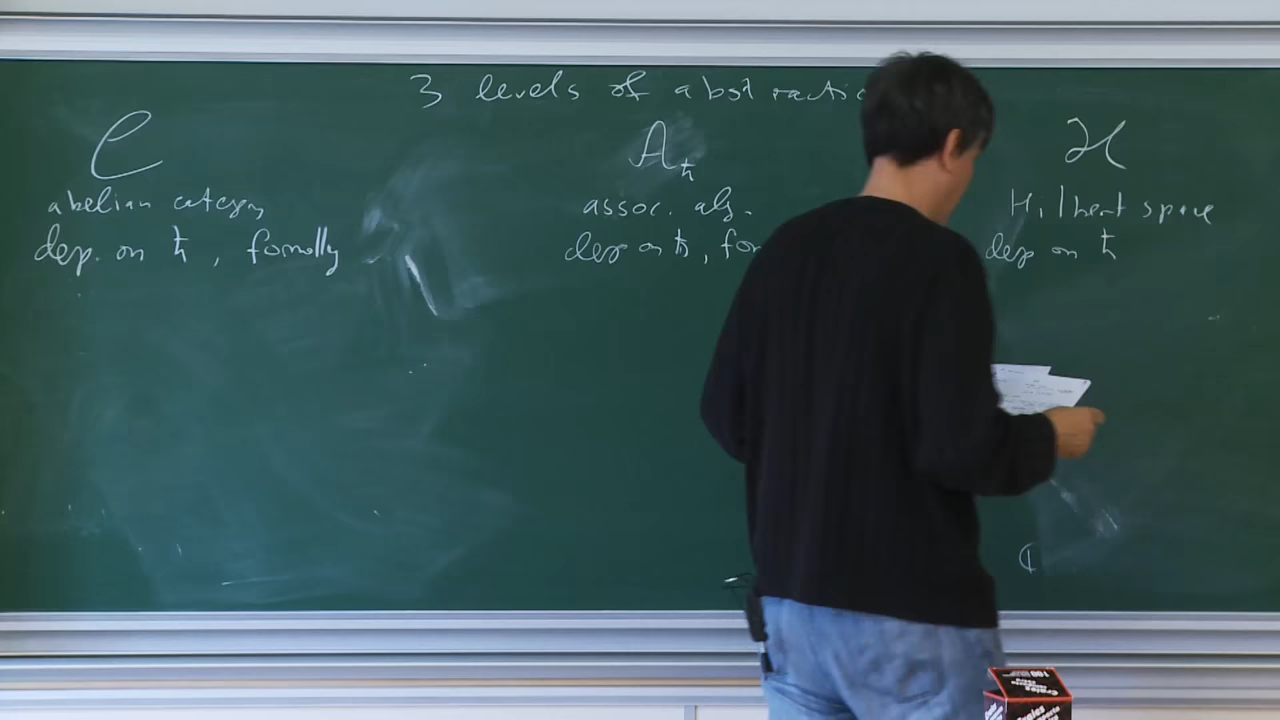 3 levels of abstractio
C
abelian category
dep. on ħ, formally
A_ħ
assoc. alg.
dep on ħ, for
H
Hilbert space
dep on ħ
₵
100